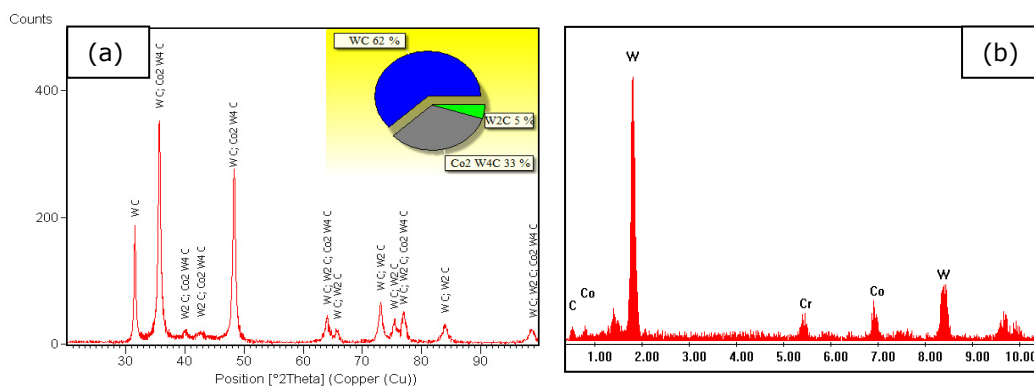 Counts
(a)
400
200
0
W C
W C; Co2 W4 C
W2 C; Co2 W4 C
W2 C; Co2 W4 C
W C; Co2 W4 C
W C; W2 C; Co2 W4 C
W C; W2 C
W C; W2 C
W C; W2 C
W C; W2 C; Co2 W4 C
W C; W2 C
W C; W2 C; Co2 W4 C
WC 62 %
W2C 5 %
Co2 W4C 33 %
30 40 50 60 70 80 90
Position [°2Theta] (Copper (Cu))
(b)
W
C
Co
Cr
Co
W
1.00 2.00 3.00 4.00 5.00 6.00 7.00 8.00 9.00 10.00